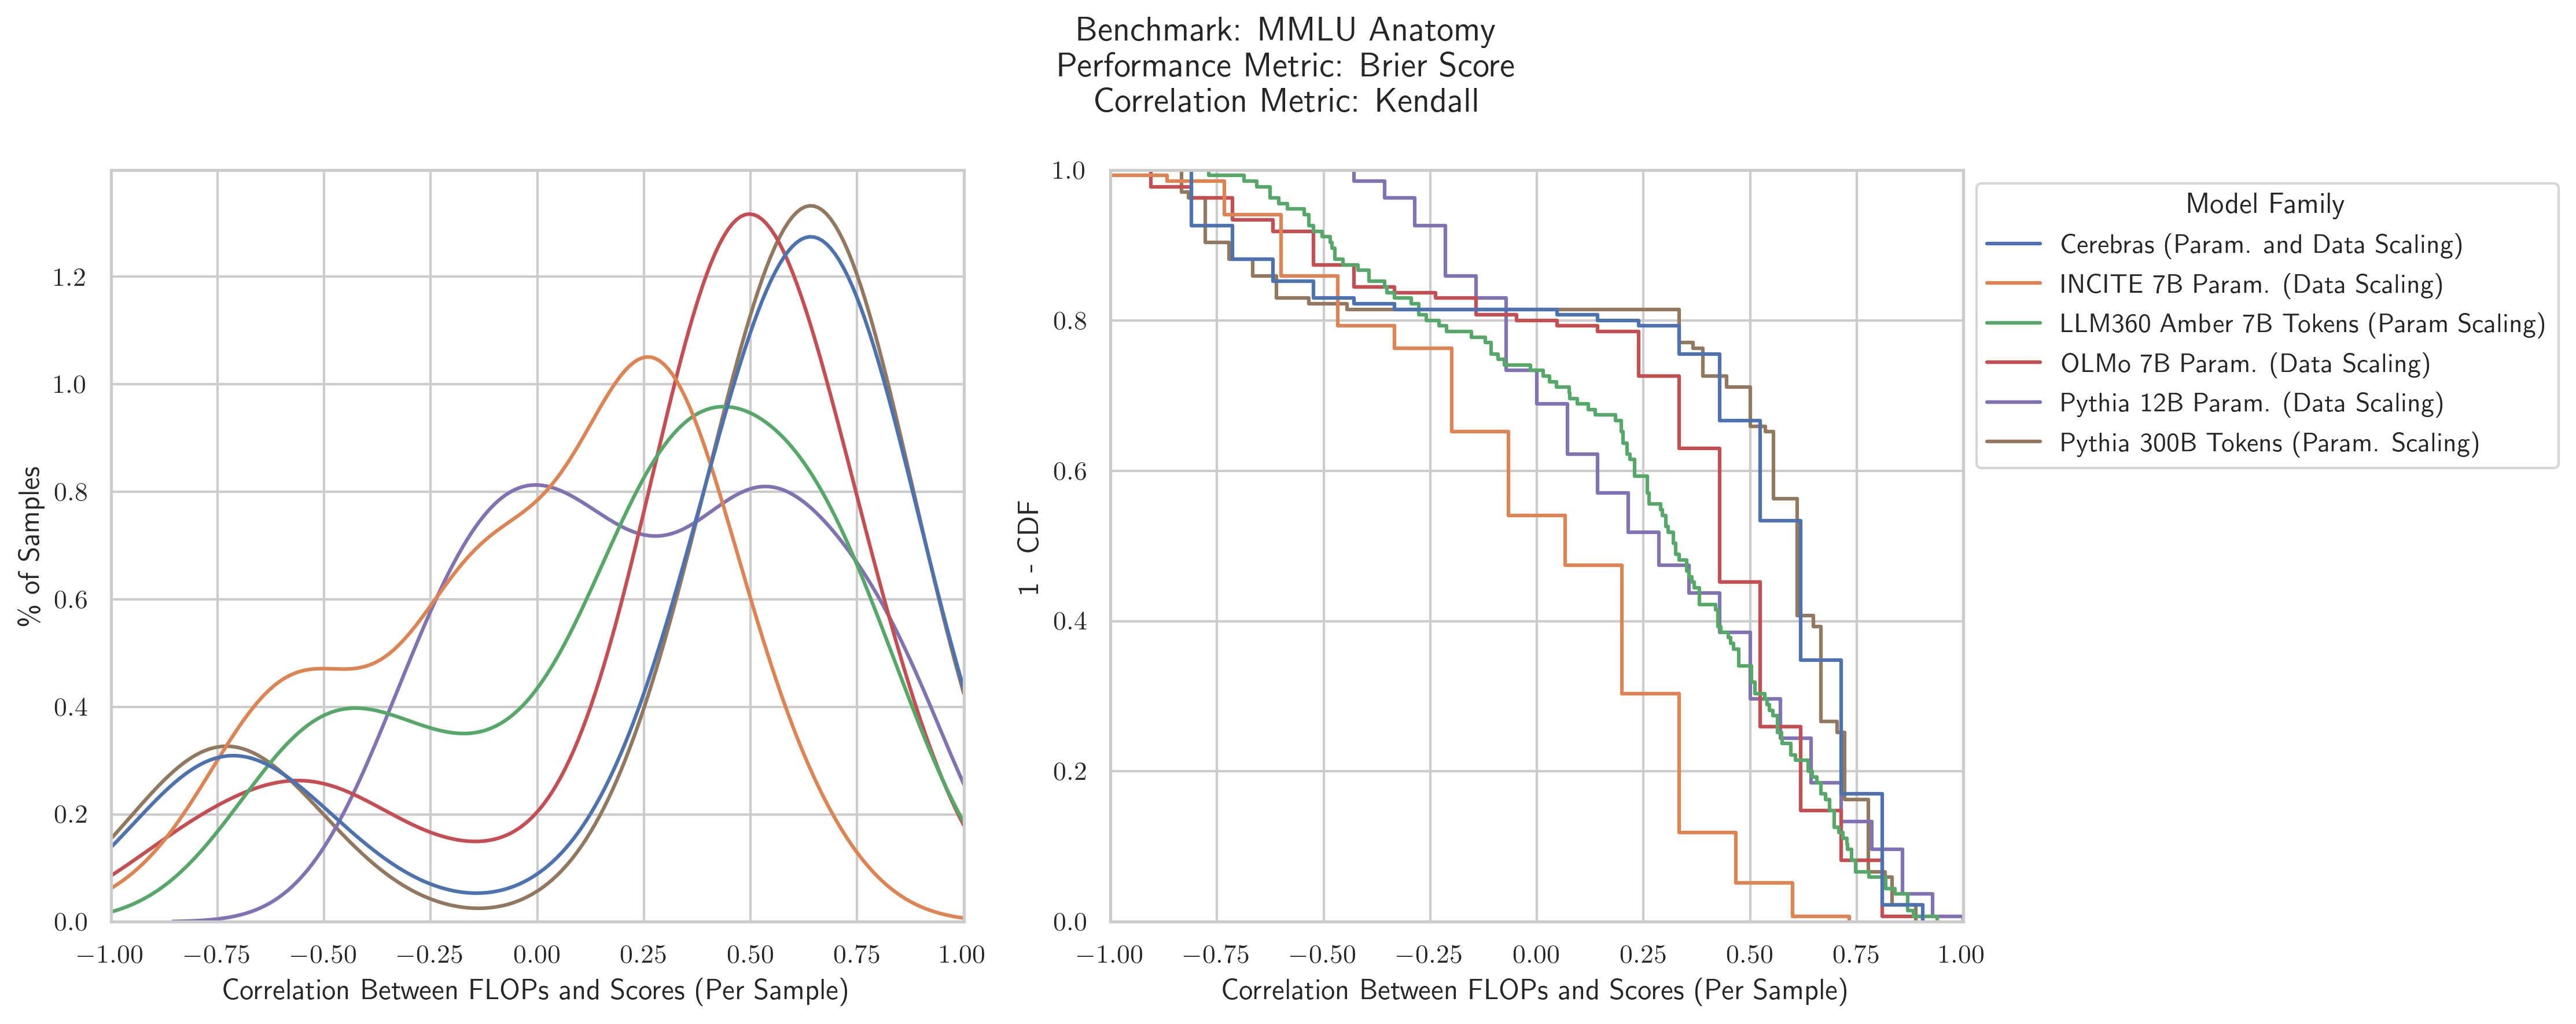 Benchmark: MMLU Anatomy
Performance Metric: Brier Score
Correlation Metric: Kendall
% of Samples
1.2
1.0
0.8
0.6
0.4
0.2
0.0
−1.00 −0.75 −0.50 −0.25 0.00 0.25 0.50 0.75 1.00
Correlation Between FLOPs and Scores (Per Sample)
1 - CDF
1.0
0.8
0.6
0.4
0.2
0.0
−1.00 −0.75 −0.50 −0.25 0.00 0.25 0.50 0.75 1.00
Correlation Between FLOPs and Scores (Per Sample)
Model Family
Cerebras (Param. and Data Scaling)
INCITE 7B Param. (Data Scaling)
LLM360 Amber 7B Tokens (Param Scaling)
OLMo 7B Param. (Data Scaling)
Pythia 12B Param. (Data Scaling)
Pythia 300B Tokens (Param. Scaling)